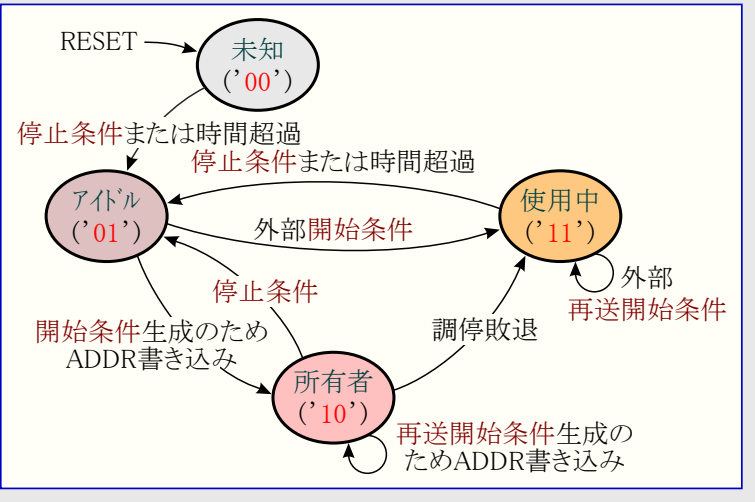 RESET
未知
(’00’)
停止条件または時間超過
停止条件または時間超過
ｱｲﾄﾞﾙ
(’01’)
使用中
(’11’)
外部開始条件
外部
再送開始条件
停止条件
開始条件生成のため
ADDR書き込み
調停敗退
所有者
(’10’)
再送開始条件生成の
ためADDR書き込み